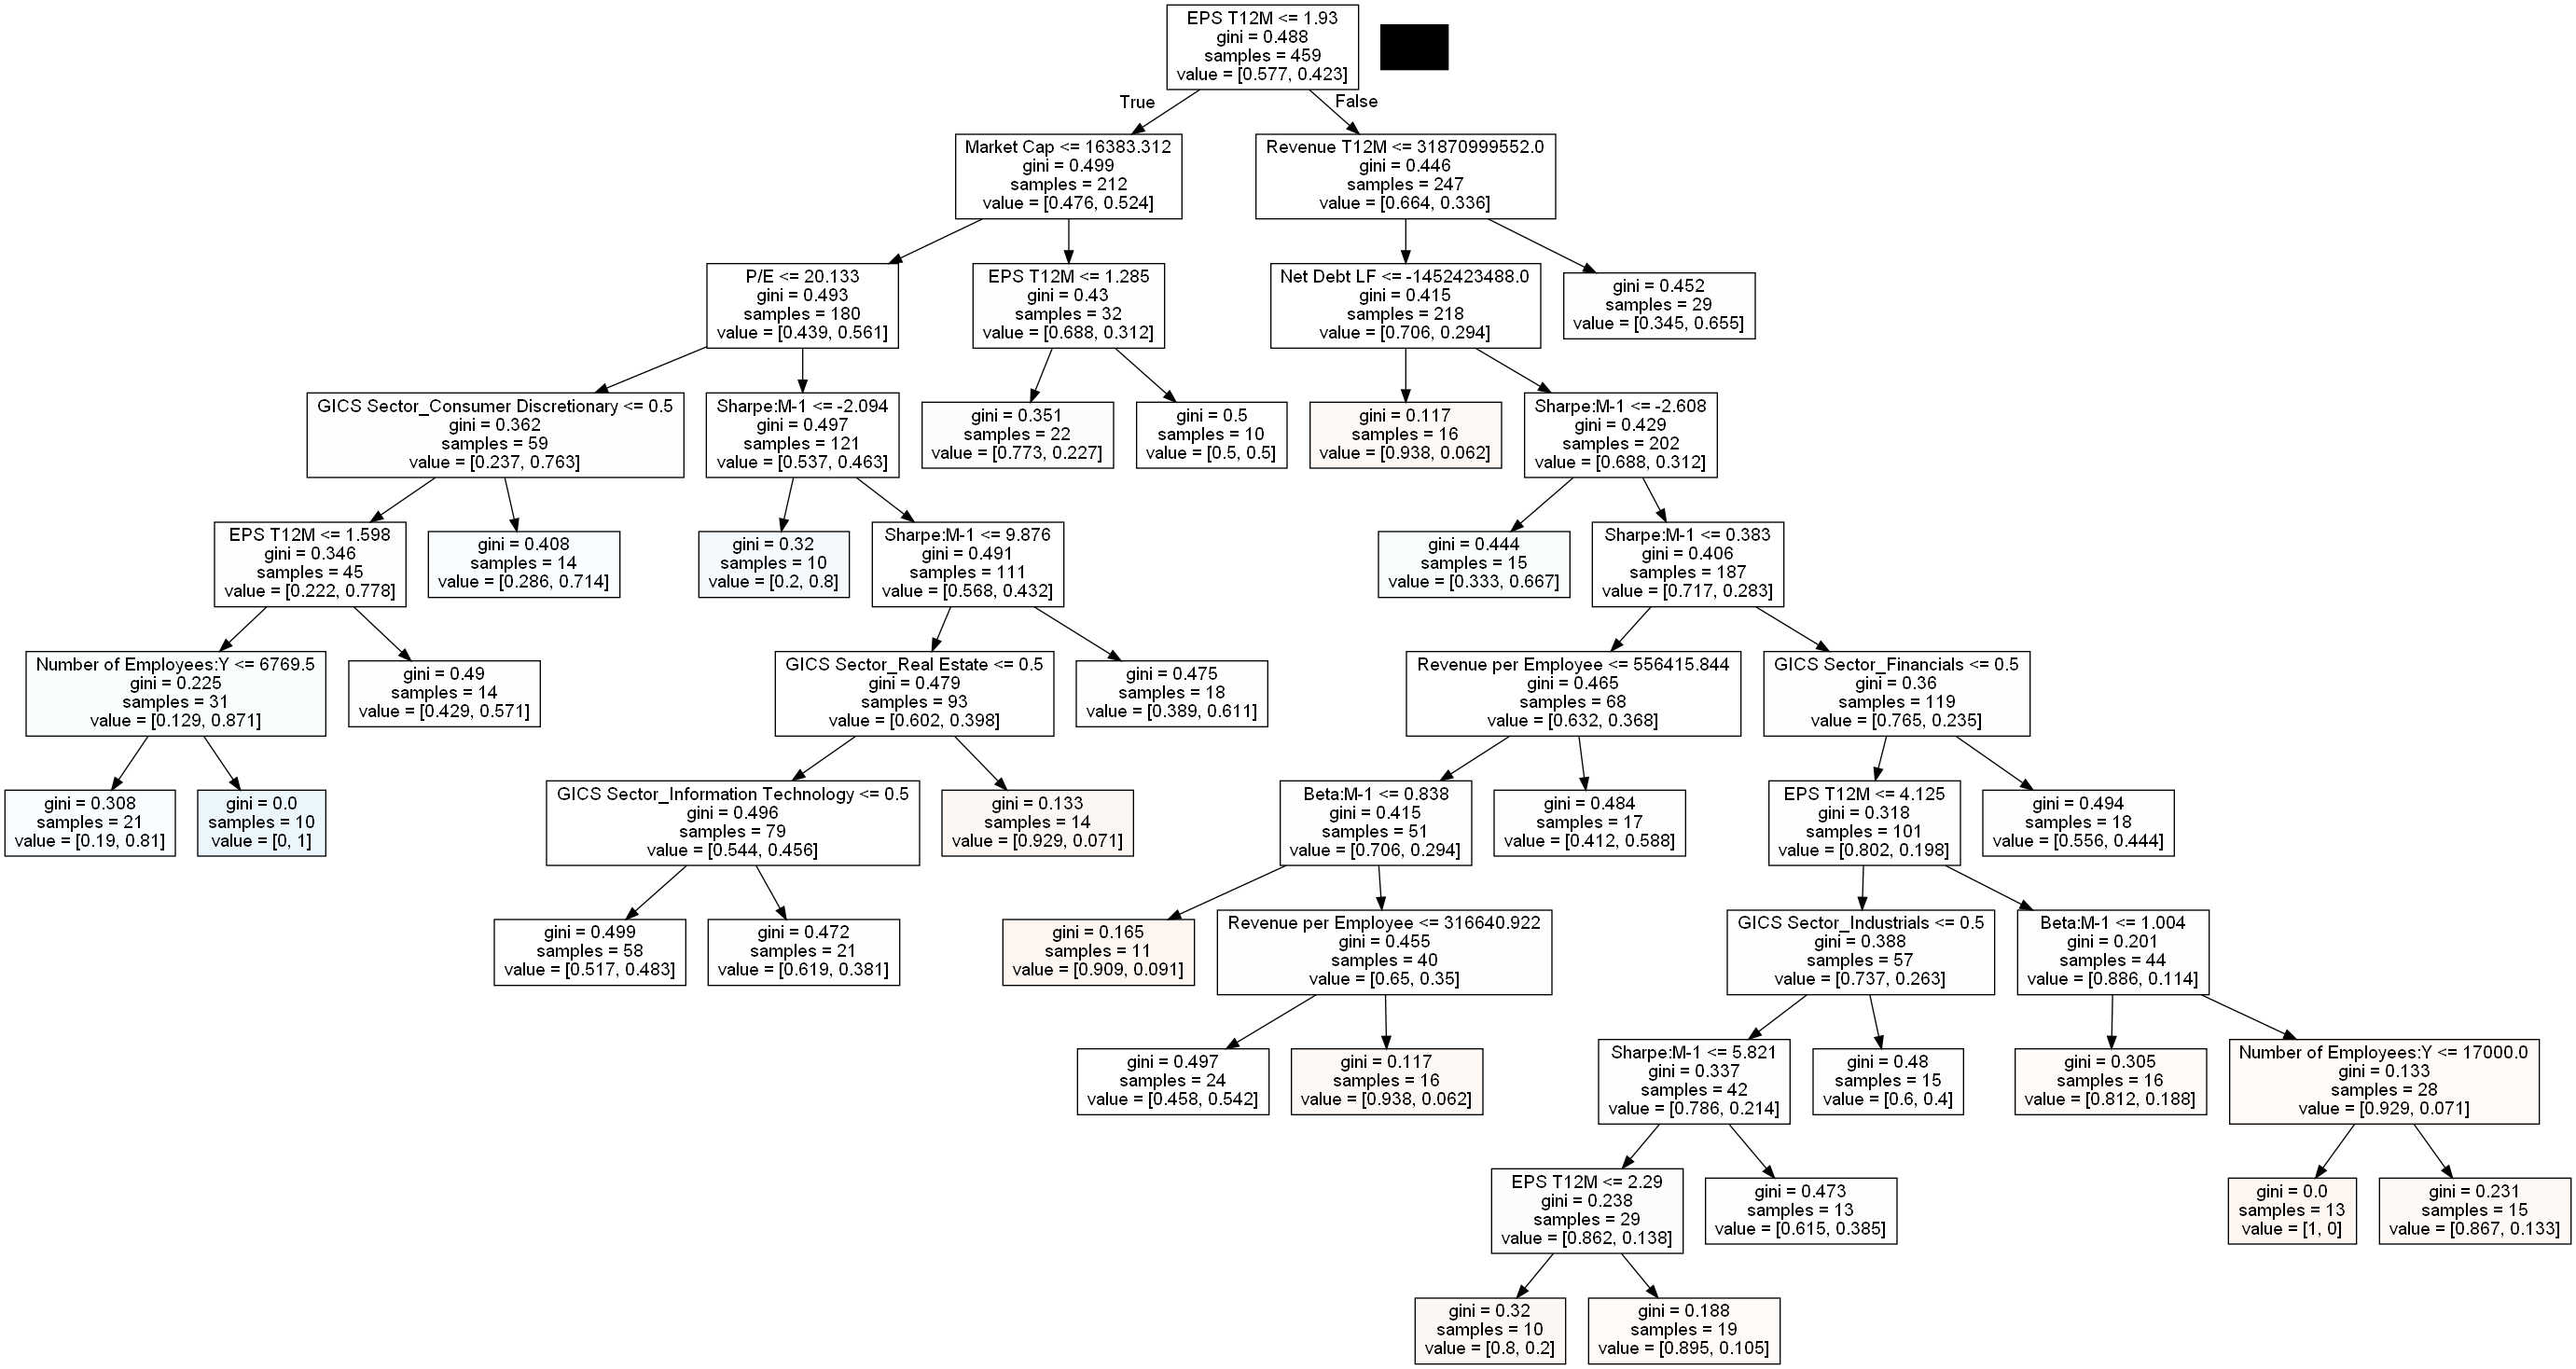 EPS T12M <= 1.93
gini = 0.488
samples = 459
value = [0.577, 0.423]
True
False
Market Cap <= 16383.312
gini = 0.499
samples = 212
value = [0.476, 0.524]
Revenue T12M <= 31870999552.0
gini = 0.446
samples = 247
value = [0.664, 0.336]
P/E <= 20.133
gini = 0.493
samples = 180
value = [0.439, 0.561]
EPS T12M <= 1.285
gini = 0.43
samples = 32
value = [0.688, 0.312]
Net Debt LF <= -1452423488.0
gini = 0.415
samples = 218
value = [0.706, 0.294]
gini = 0.452
samples = 29
value = [0.345, 0.655]
GICS Sector_Consumer Discretionary <= 0.5
gini = 0.362
samples = 59
value = [0.237, 0.763]
Sharpe:M-1 <= -2.094
gini = 0.497
samples = 121
value = [0.537, 0.463]
gini = 0.351
samples = 22
value = [0.773, 0.227]
gini = 0.5
samples = 10
value = [0.5, 0.5]
gini = 0.117
samples = 16
value = [0.938, 0.062]
Sharpe:M-1 <= -2.608
gini = 0.429
samples = 202
value = [0.688, 0.312]
EPS T12M <= 1.598
gini = 0.346
samples = 45
value = [0.222, 0.778]
gini = 0.408
samples = 14
value = [0.286, 0.714]
gini = 0.32
samples = 10
value = [0.2, 0.8]
Sharpe:M-1 <= 9.876
gini = 0.491
samples = 111
value = [0.568, 0.432]
gini = 0.444
samples = 15
value = [0.333, 0.667]
Sharpe:M-1 <= 0.383
gini = 0.406
samples = 187
value = [0.717, 0.283]
Number of Employees:Y <= 6769.5
gini = 0.225
samples = 31
value = [0.129, 0.871]
gini = 0.49
samples = 14
value = [0.429, 0.571]
GICS Sector_Real Estate <= 0.5
gini = 0.479
samples = 93
value = [0.602, 0.398]
gini = 0.475
samples = 18
value = [0.389, 0.611]
Revenue per Employee <= 556415.844
gini = 0.465
samples = 68
value = [0.632, 0.368]
GICS Sector_Financials <= 0.5
gini = 0.36
samples = 119
value = [0.765, 0.235]
gini = 0.308
samples = 21
value = [0.19, 0.81]
gini = 0.0
samples = 10
value = [0, 1]
GICS Sector_Information Technology <= 0.5
gini = 0.496
samples = 79
value = [0.544, 0.456]
gini = 0.133
samples = 14
value = [0.929, 0.071]
Beta:M-1 <= 0.838
gini = 0.415
samples = 51
value = [0.706, 0.294]
gini = 0.484
samples = 17
value = [0.412, 0.588]
EPS T12M <= 4.125
gini = 0.318
samples = 101
value = [0.802, 0.198]
gini = 0.494
samples = 18
value = [0.556, 0.444]
gini = 0.499
samples = 58
value = [0.517, 0.483]
gini = 0.472
samples = 21
value = [0.619, 0.381]
gini = 0.165
samples = 11
value = [0.909, 0.091]
Revenue per Employee <= 316640.922
gini = 0.455
samples = 40
value = [0.65, 0.35]
GICS Sector_Industrials <= 0.5
gini = 0.388
samples = 57
value = [0.737, 0.263]
Beta:M-1 <= 1.004
gini = 0.201
samples = 44
value = [0.886, 0.114]
gini = 0.497
samples = 24
value = [0.458, 0.542]
gini = 0.117
samples = 16
value = [0.938, 0.062]
Sharpe:M-1 <= 5.821
gini = 0.337
samples = 42
value = [0.786, 0.214]
gini = 0.48
samples = 15
value = [0.6, 0.4]
gini = 0.305
samples = 16
value = [0.812, 0.188]
Number of Employees:Y <= 17000.0
gini = 0.133
samples = 28
value = [0.929, 0.071]
EPS T12M <= 2.29
gini = 0.238
samples = 29
value = [0.862, 0.138]
gini = 0.473
samples = 13
value = [0.615, 0.385]
gini = 0.0
samples = 13
value = [1, 0]
gini = 0.231
samples = 15
value = [0.867, 0.133]
gini = 0.32
samples = 10
value = [0.8, 0.2]
gini = 0.188
samples = 19
value = [0.895, 0.105]